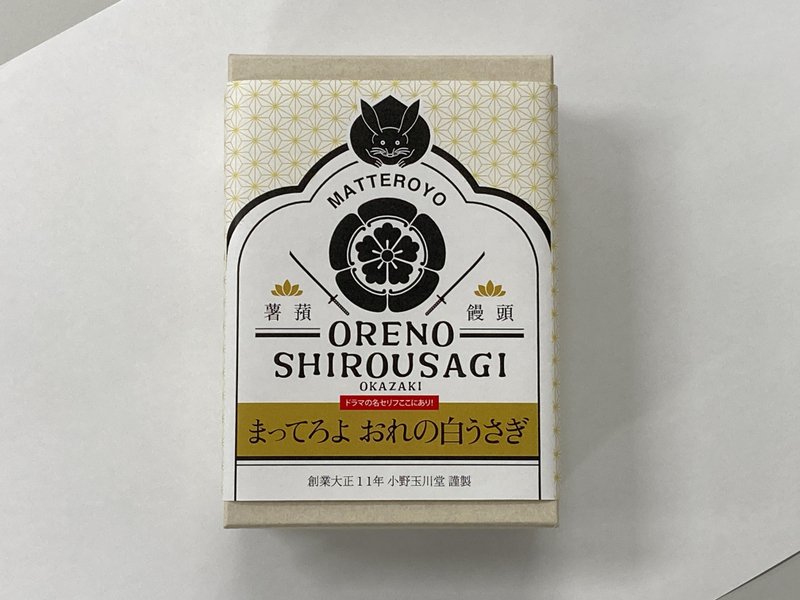 MATTEROYO
薯蕷 饅頭
ORENO
SHIROUSAGI
OKAZAKI
ドラマの名セリフここにあり!
まってろよ おれの白うさぎ
創業大正11年 小野玉川堂 謹製